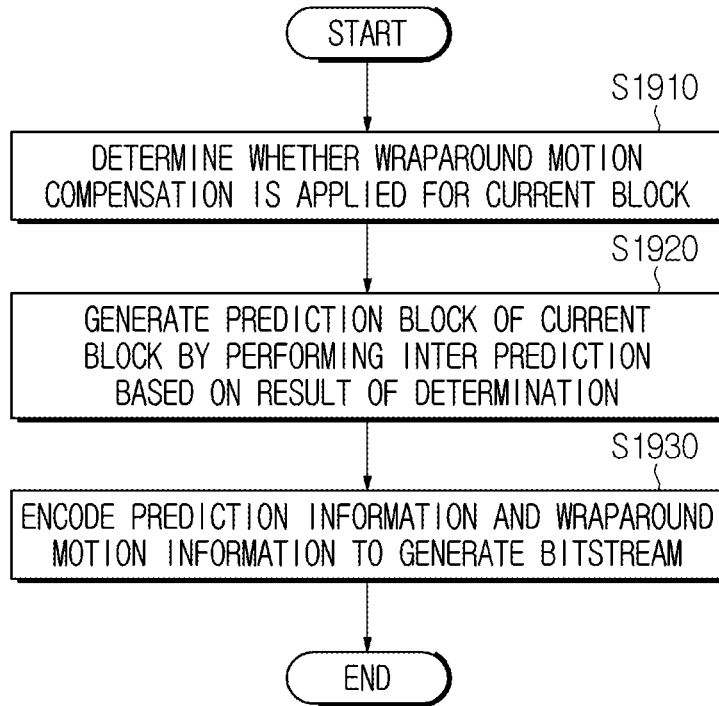 START
S1910
DETERMINE WHETHER WRAPAROUND MOTION
COMPENSATION IS APPLIED FOR CURRENT BLOCK
S1920
GENERATE PREDICTION BLOCK OF CURRENT
BLOCK BY PERFORMING INTER PREDICTION
BASED ON RESULT OF DETERMINATION
S1930
ENCODE PREDICTION INFORMATION AND WRAPAROUND
MOTION INFORMATION TO GENERATE BITSTREAM
END